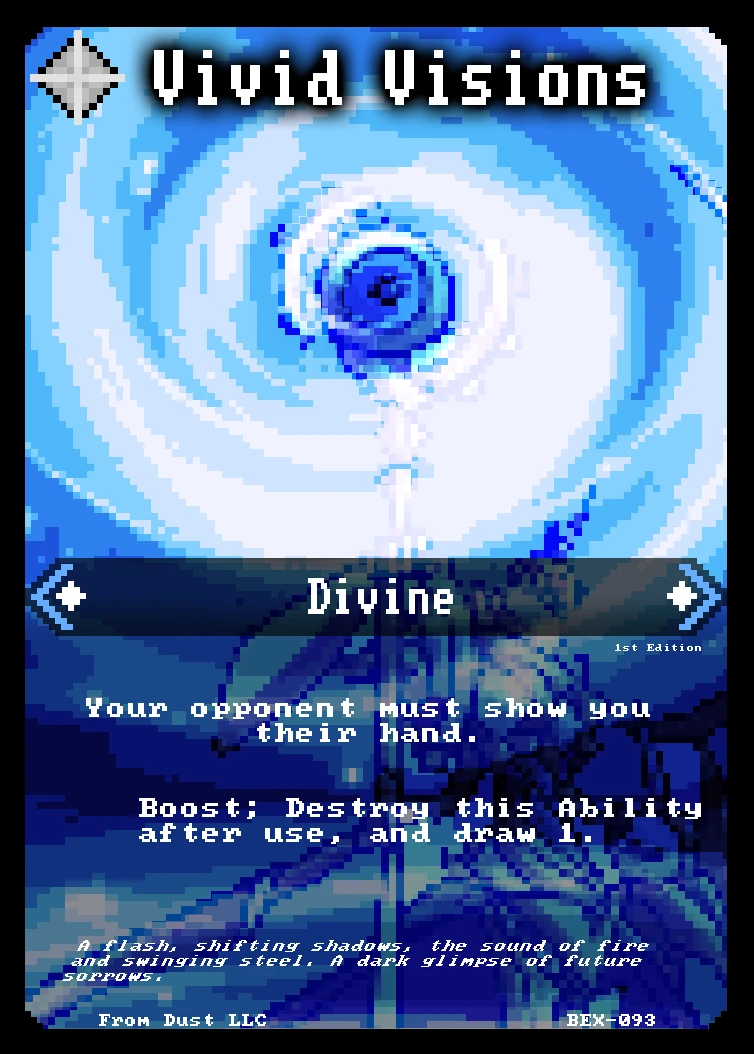 Vivid Visions
Divine
1st Edition
Your opponent must show you
their hand.
Boost; Destroy this Ability
after use, and draw 1.
A flash, shifting shadows, the sound of fire
and swinging steel. A dark glimpse of future
sorrows.
From Dust LLC
BEX-093